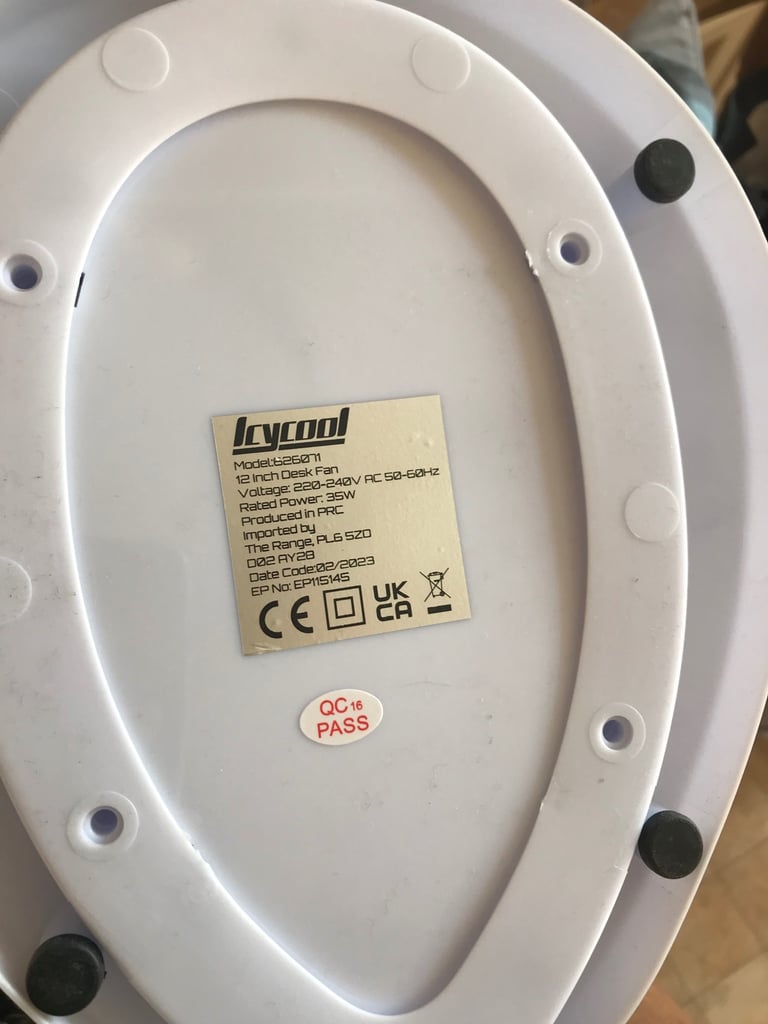 Icycool
Model:626071
12 Inch Desk Fan
Voltage: 220-240V AC 50-60Hz
Rated Power: 35W
Produced in PRC
Imported by
The Range, PL6 5ZD
D02 AY28
Date Code:02/2023
EP No: EP115145
CE UK CA
QC 16
PASS